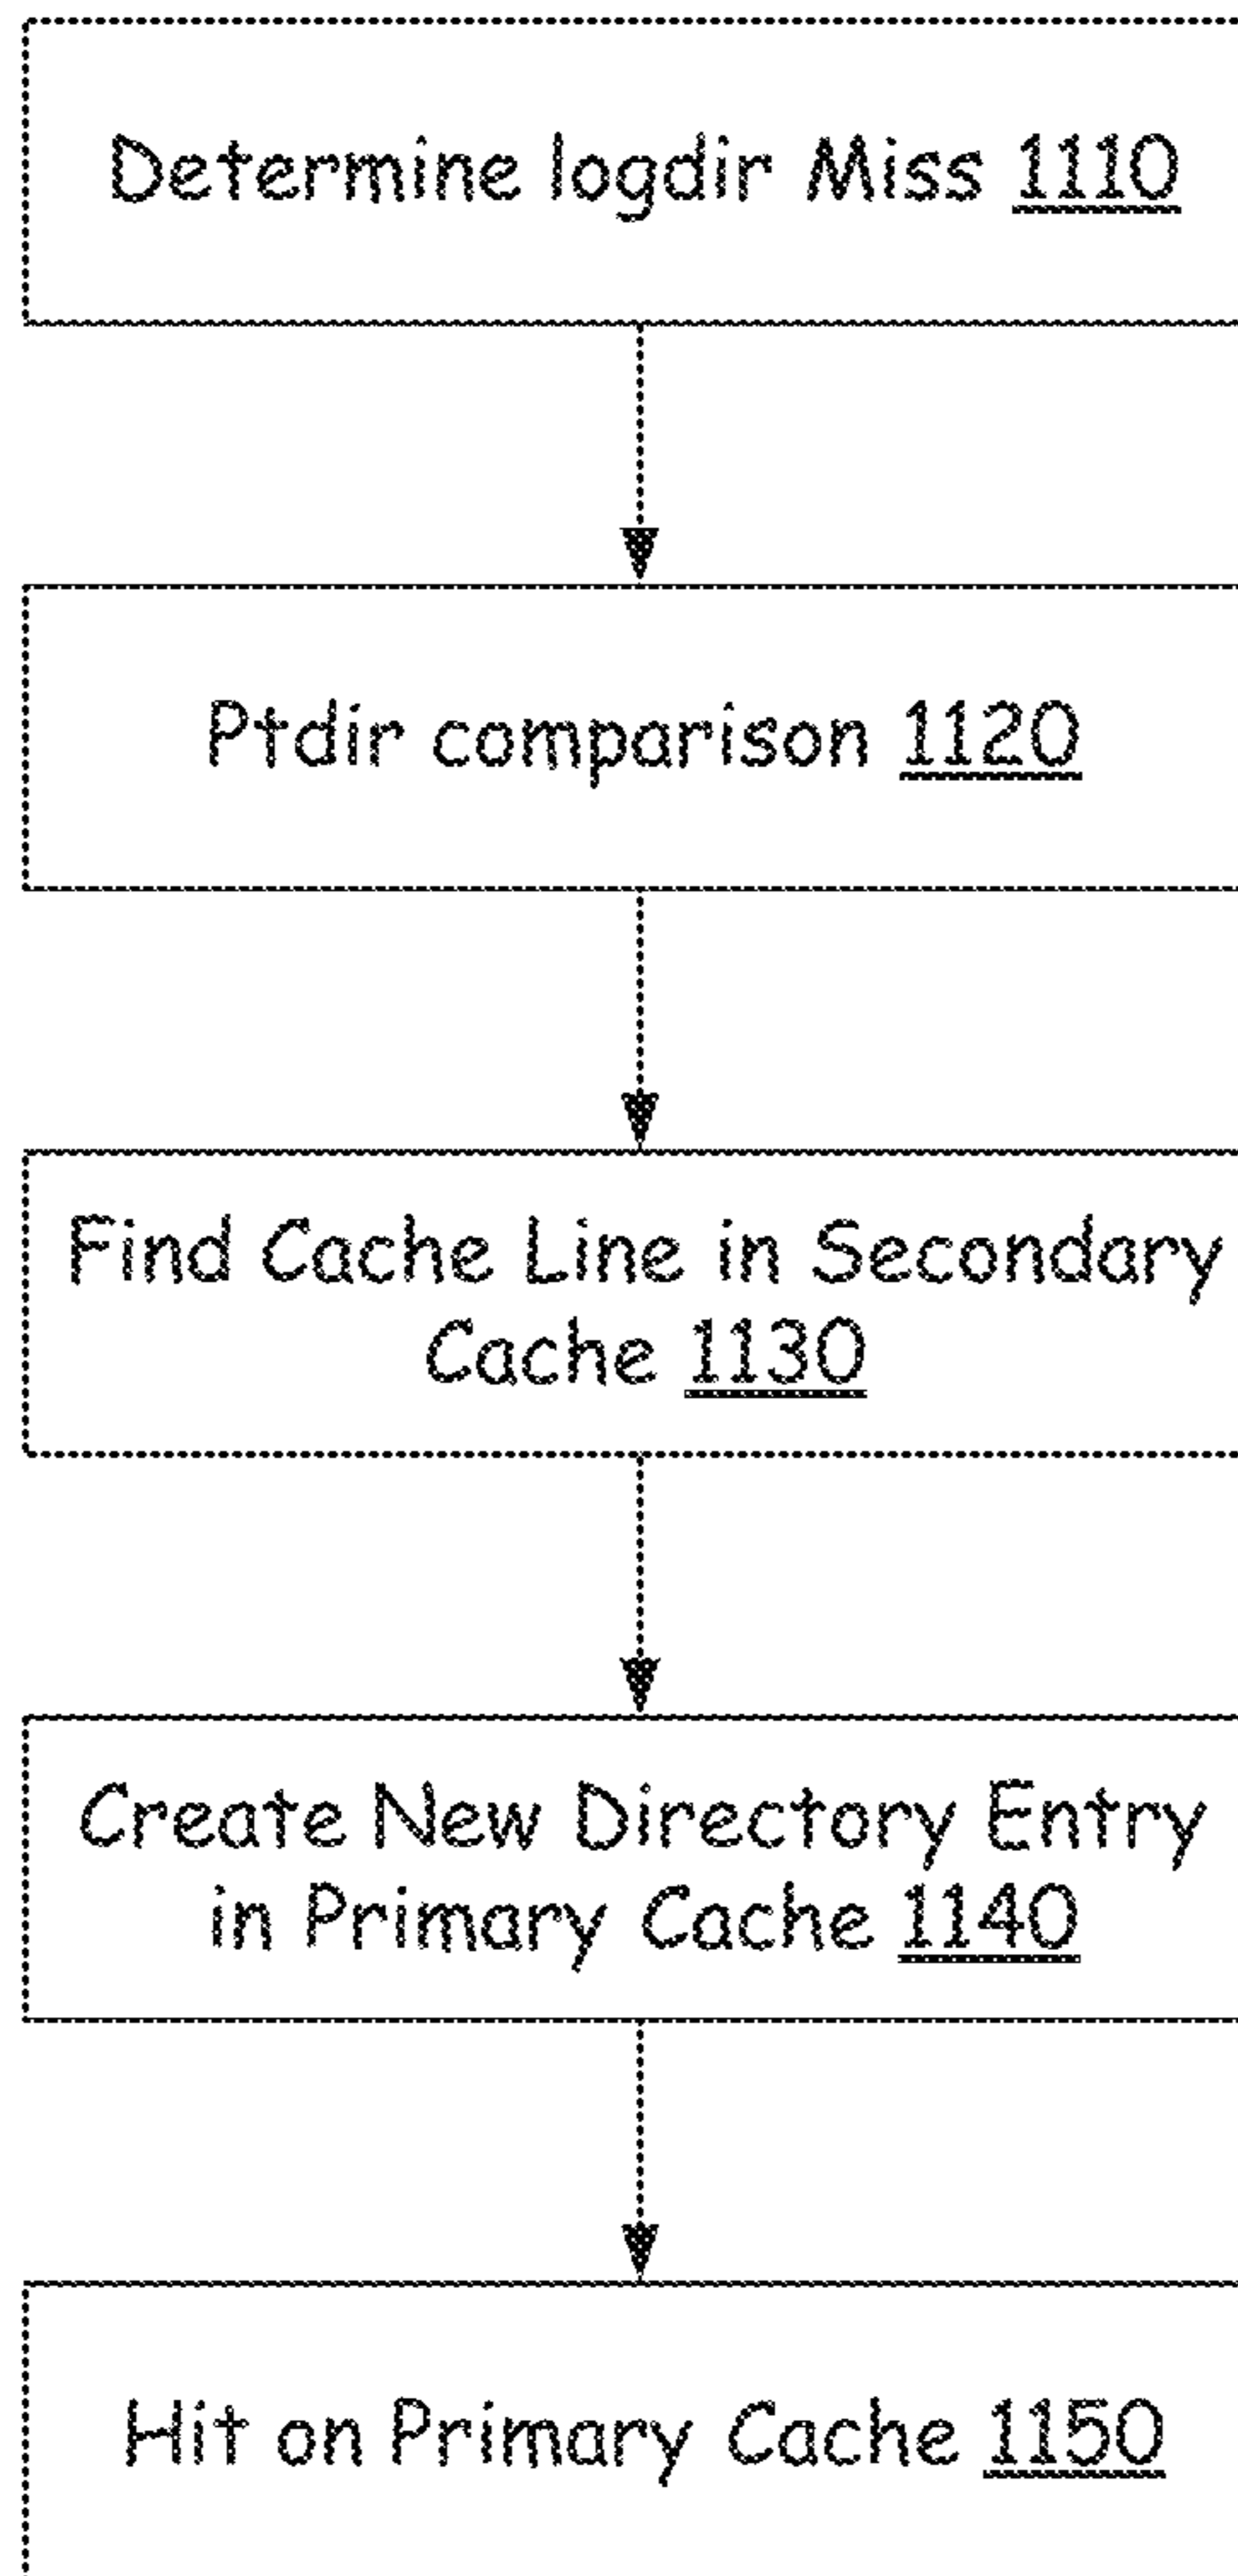 Determine logdir Miss 1110
Ptdir comparison 1120
Find Cache Line in Secondary
Cache 1130
Create New Directory Entry
in Primary Cache 1140
Hit on Primary Cache 1150